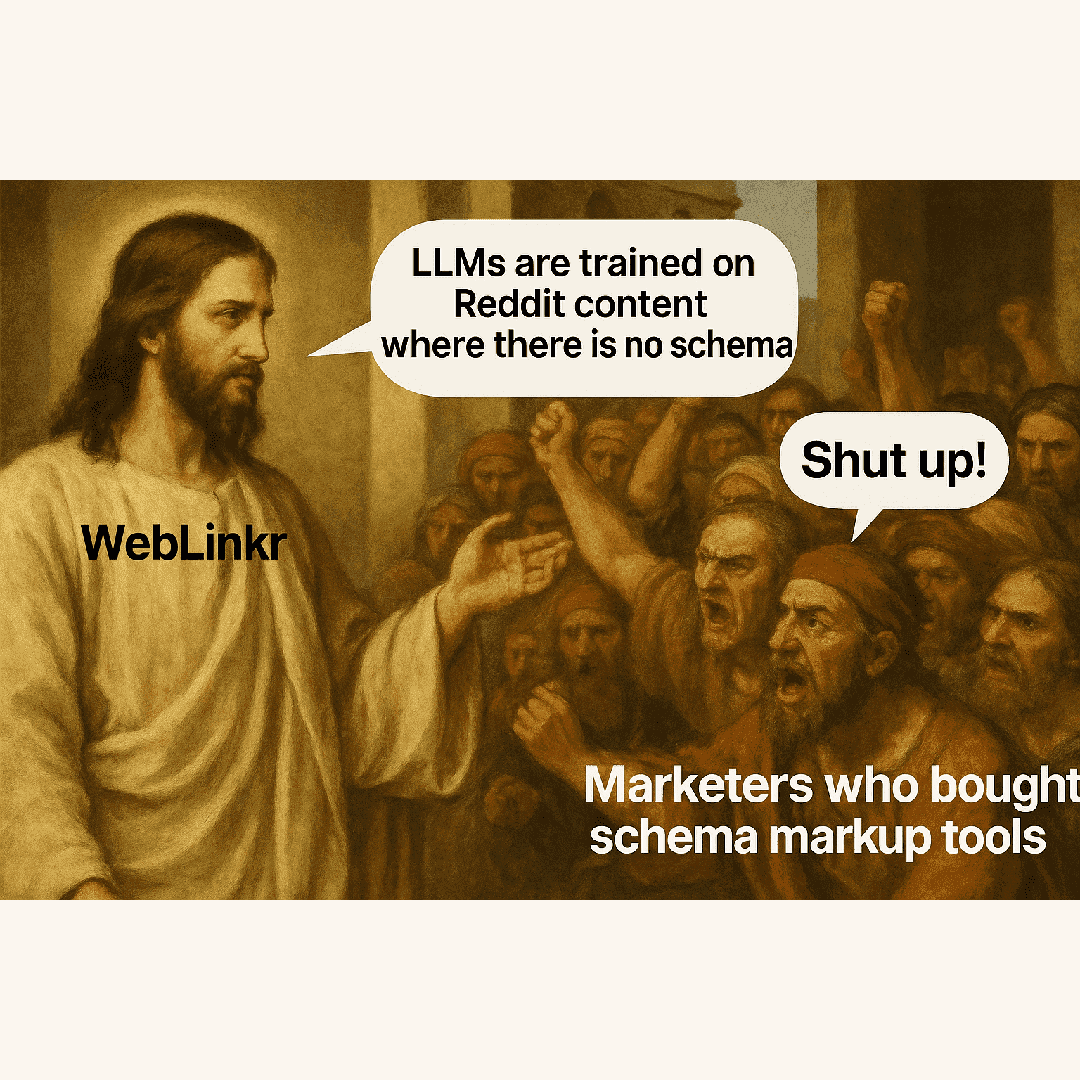 LLMs are trained on
Reddit content
where there is no schema
Shut up!
WebLinkr
Marketers who bought
schema markup tools